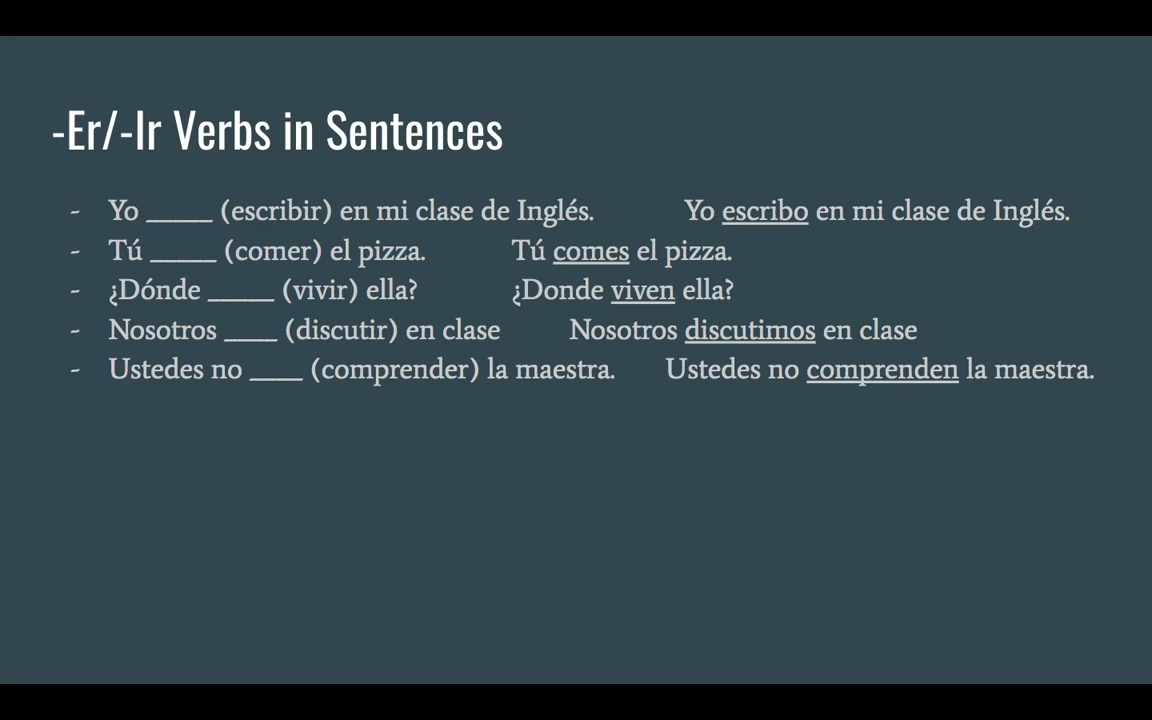 -Er/-Ir Verbs in Sentences
- Yo _____ (escribir) en mi clase de Inglés. Yo escribo en mi clase de Inglés.
- Tú _____ (comer) el pizza. Tú comes el pizza.
- ¿Dónde _____ (vivir) ella? ¿Donde viven ella?
- Nosotros ____ (discutir) en clase Nosotros discutimos en clase
- Ustedes no ____ (comprender) la maestra. Ustedes no comprenden la maestra.